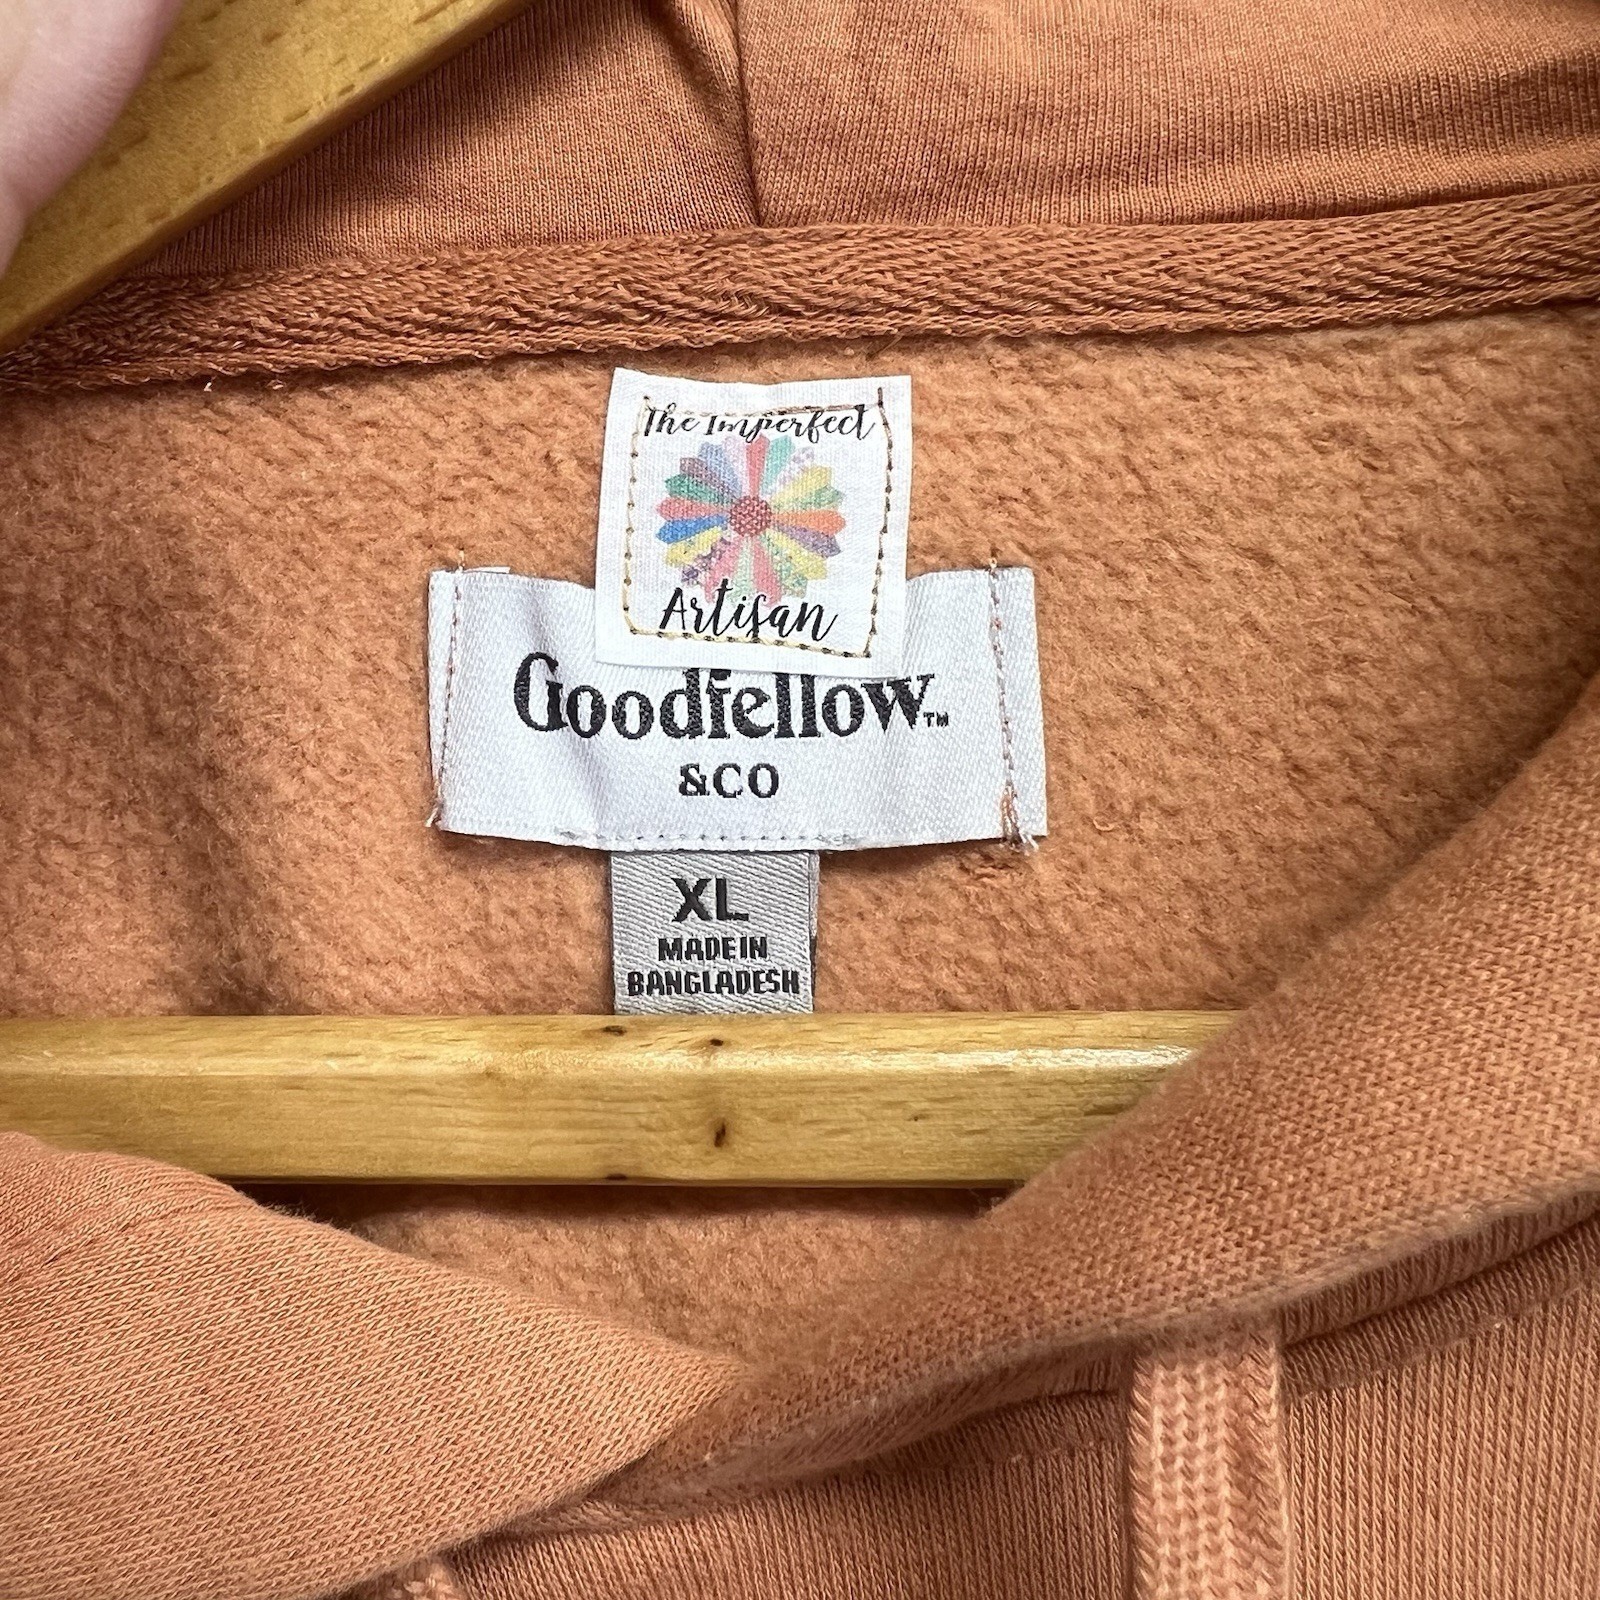 The Imperfect
Artisan
Goodfellow™
&CO
XL
MADE IN
BANGLADESH